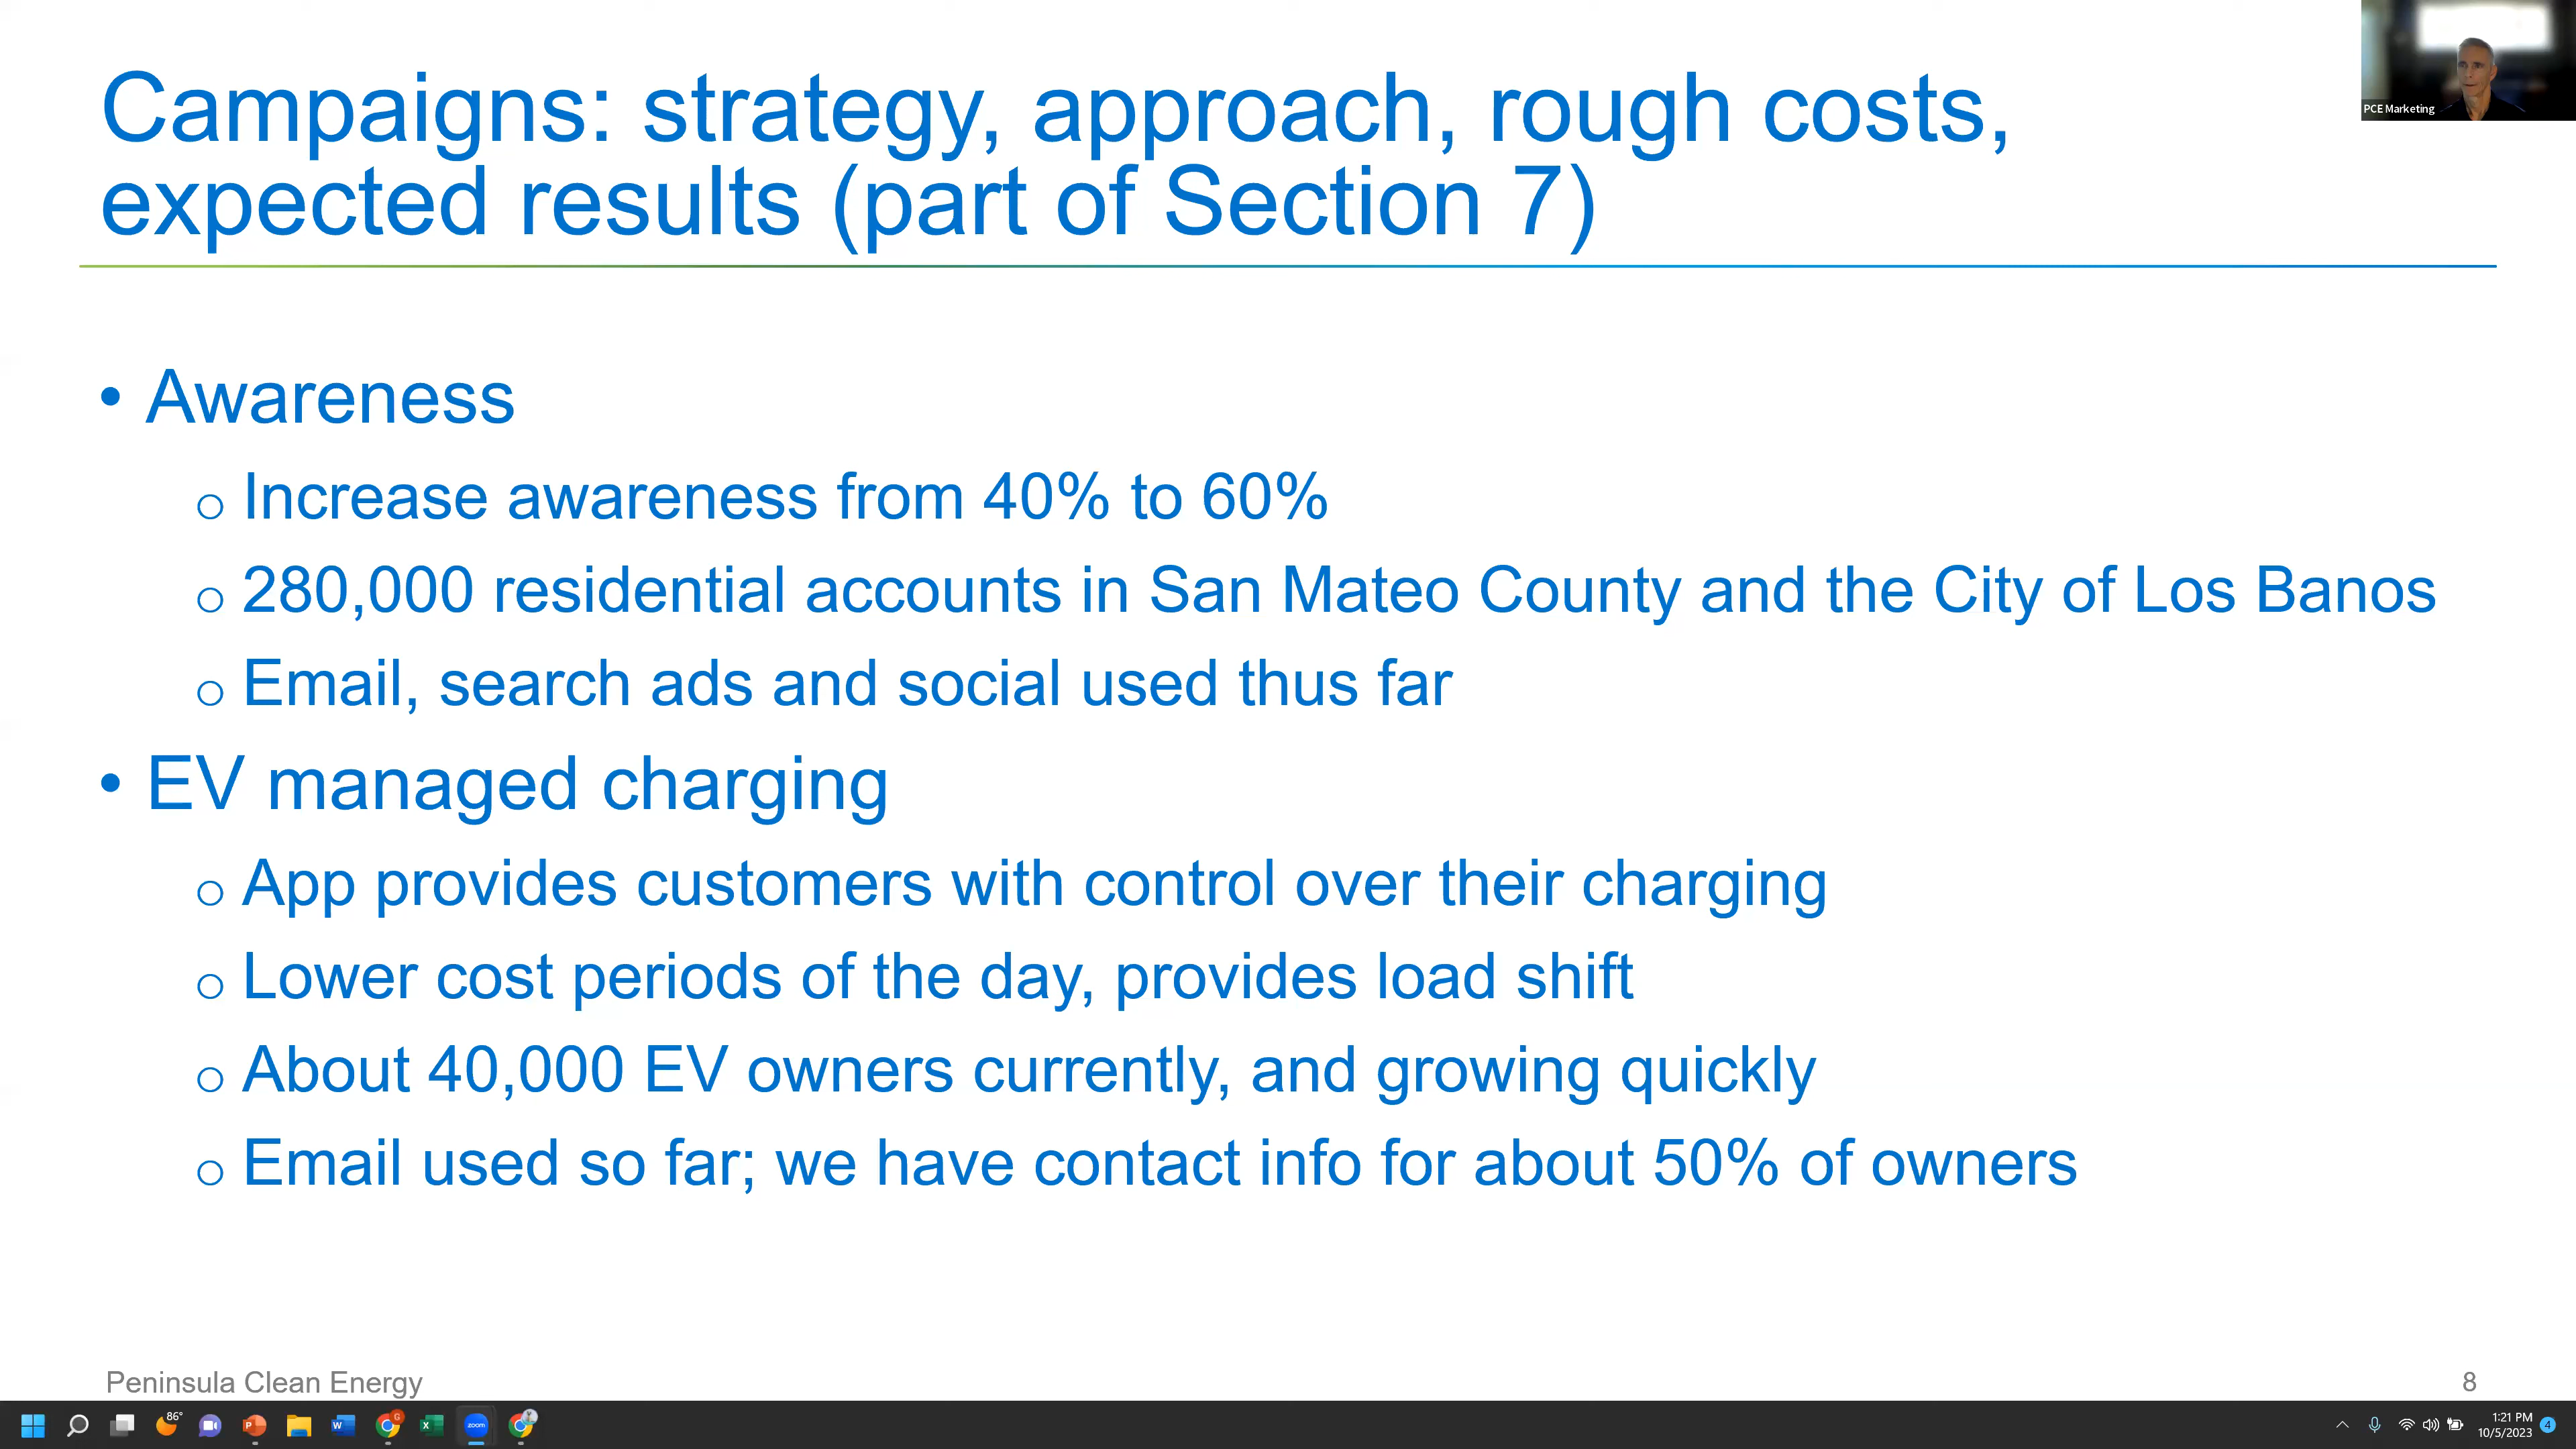 Campaigns: strategy, approach, rough costs,
expected results (part of Section 7)
PCE Marketing
• Awareness
o Increase awareness from 40% to 60%
o 280,000 residential accounts in San Mateo County and the City of Los Banos
o Email, search ads and social used thus far
• EV managed charging
o App provides customers with control over their charging
o Lower cost periods of the day, provides load shift
o About 40,000 EV owners currently, and growing quickly
o Email used so far; we have contact info for about 50% of owners
Peninsula Clean Energy
8
86°
P
W
G
X
zoom
1:21 PM
10/5/2023
4